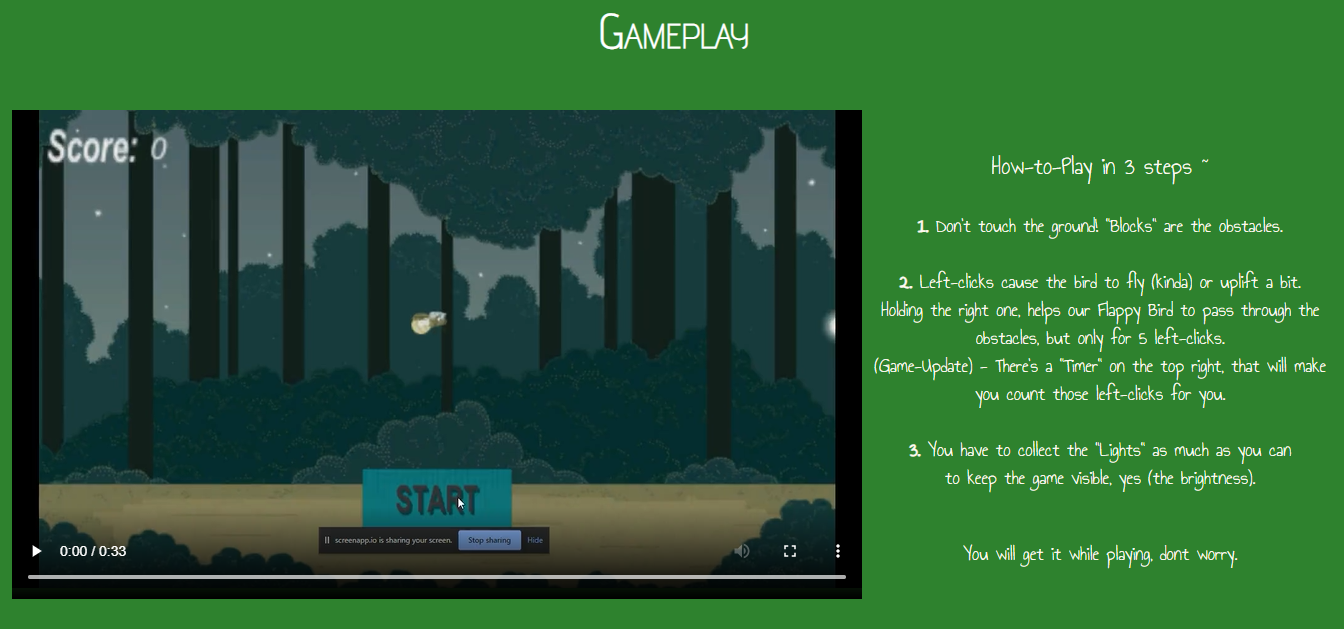 GAMEPLAY
Score: 0
START
screenapp.io is sharing your screen. Stop sharing Hide
0:00 / 0:33
How-to-Play in 3 steps ~
1. Don't touch the ground! "Blocks" are the obstacles.
2. Left-clicks cause the bird to fly (kinda) or uplift a bit.
Holding the right one, helps our Flappy Bird to pass through the
obstacles, but only for 5 left-clicks.
(Game-Update) - There's a "Timer" on the top right, that will make
you count those left-clicks for you.
3. You have to collect the "Lights" as much as you can
to keep the game visible, yes (the brightness).
You will get it while playing, dont worry.